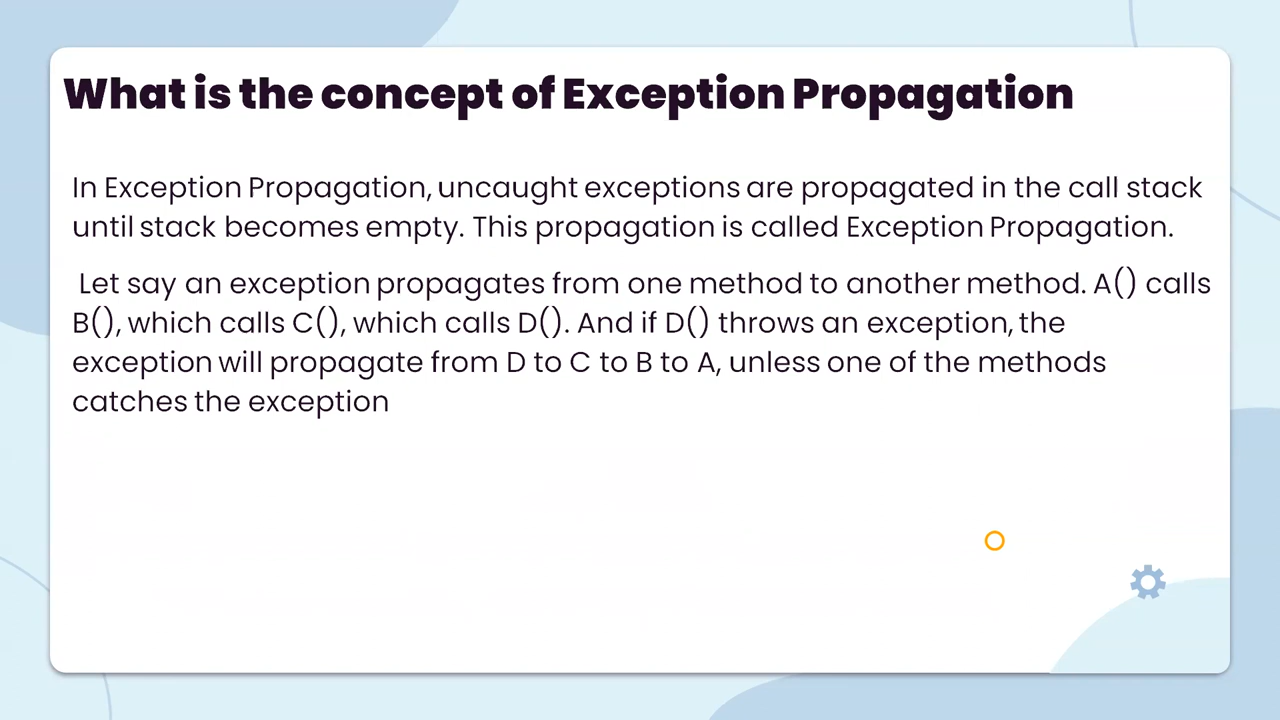 What is the concept of Exception Propagation
In Exception Propagation, uncaught exceptions are propagated in the call stack
until stack becomes empty. This propagation is called Exception Propagation.
Let say an exception propagates from one method to another method. A() calls
B(), which calls C(), which calls D(). And if D() throws an exception, the
exception will propagate from D to C to B to A, unless one of the methods
catches the exception